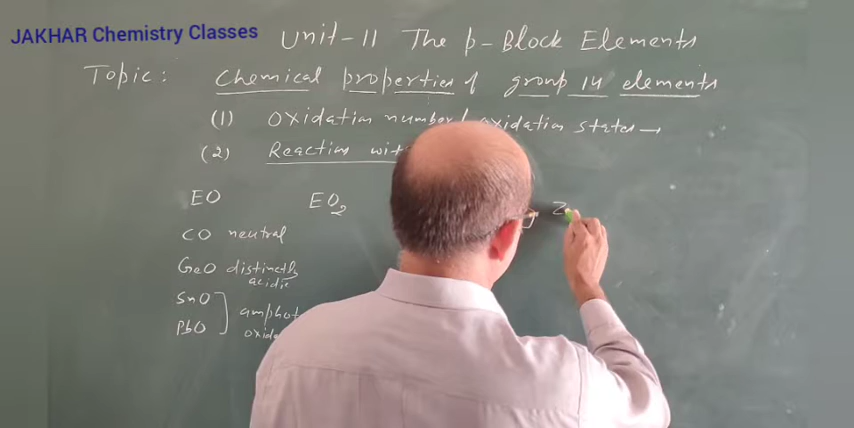 JAKHAR Chemistry Classes
Unit-11 The p-Block Elements
Topic: Chemical properties of group 14 elements
(1) Oxidation number/ oxidation states →
(2) Reaction
EO EO2
CO neutral
GeO distinctly
acidic
SnO
PbO